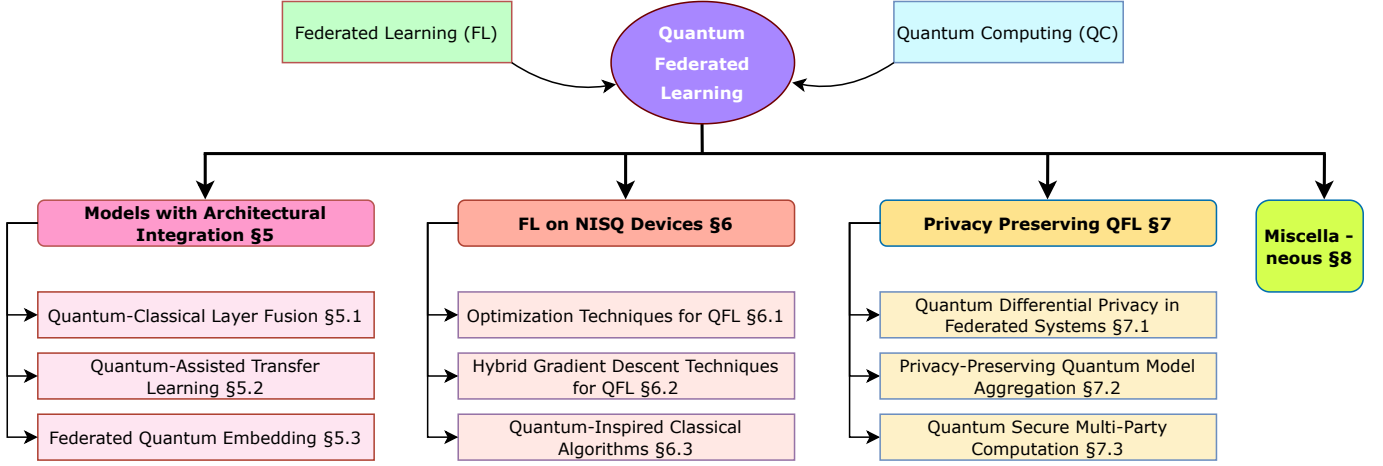 Federated Learning (FL)
Quantum
Federated
Learning
Quantum Computing (QC)
Models with Architectural
Integration §5
Quantum-Classical Layer Fusion §5.1
Quantum-Assisted Transfer
Learning §5.2
Federated Quantum Embedding §5.3
FL on NISQ Devices §6
Optimization Techniques for QFL §6.1
Hybrid Gradient Descent Techniques
for QFL §6.2
Quantum-Inspired Classical
Algorithms §6.3
Privacy Preserving QFL §7
Quantum Differential Privacy in
Federated Systems §7.1
Privacy-Preserving Quantum Model
Aggregation §7.2
Quantum Secure Multi-Party
Computation §7.3
Miscella -
neous §8